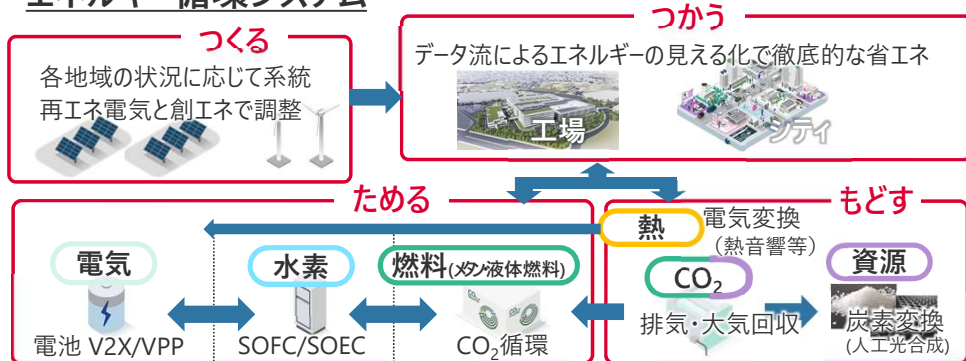 エネルギー循環システム
つくる
各地域の状況に応じて系統
再エネ電気と創エネで調整
つかう
データ流によるエネルギーの見える化で徹底的な省エネ
工場
シティ
ためる
電気
水素
燃料(メタン液体燃料)
電池 V2X/VPP
SOFC/SOEC
CO2循環
もどす
熱
電気変換
(熱音響等)
CO2
資源
排気・大気回収
炭素変換
(人工光合成)